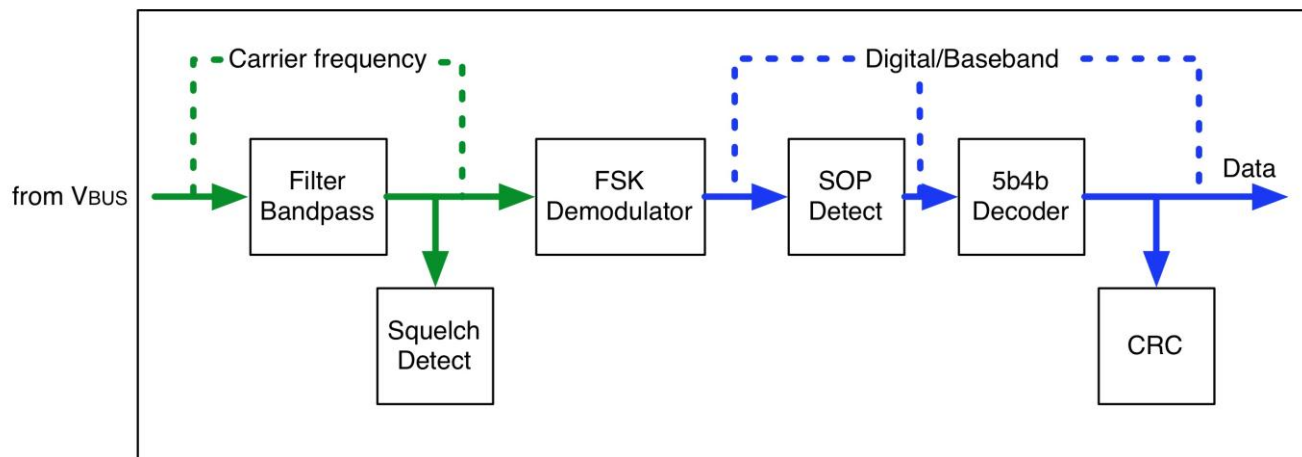 Carrier frequency
Digital/Baseband
from VBUS
Filter
Bandpass
FSK
Demodulator
SOP
Detect
5b4b
Decoder
Data
Squelch
Detect
CRC